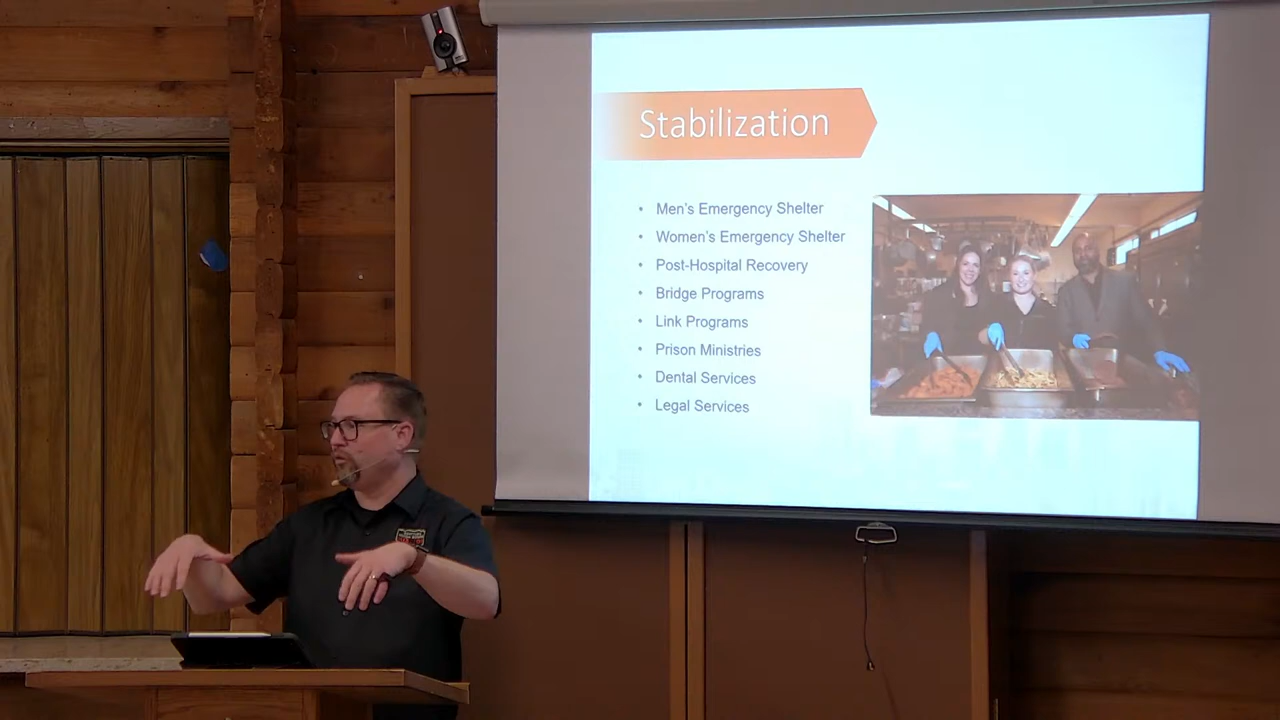 Stabilization
• Men's Emergency Shelter
• Women's Emergency Shelter
• Post-Hospital Recovery
• Bridge Programs
• Link Programs
• Prison Ministries
• Dental Services
• Legal Services